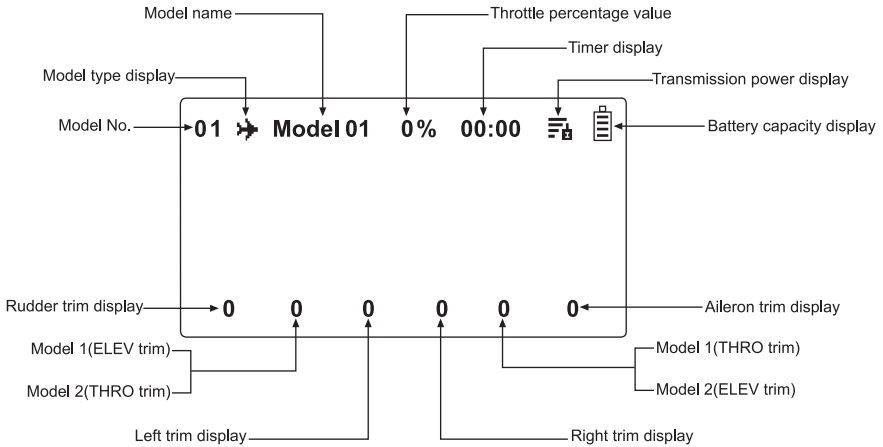 Model name
Throttle percentage value
Timer display
Model type display
Transmission power display
Model No.
01 Model 01 0% 00:00
Battery capacity display
Rudder trim display
0 0 0 0 0 0
Aileron trim display
Model 1(ELEV trim)
Model 1(THRO trim)
Model 2(THRO trim)
Model 2(ELEV trim)
Left trim display
Right trim display